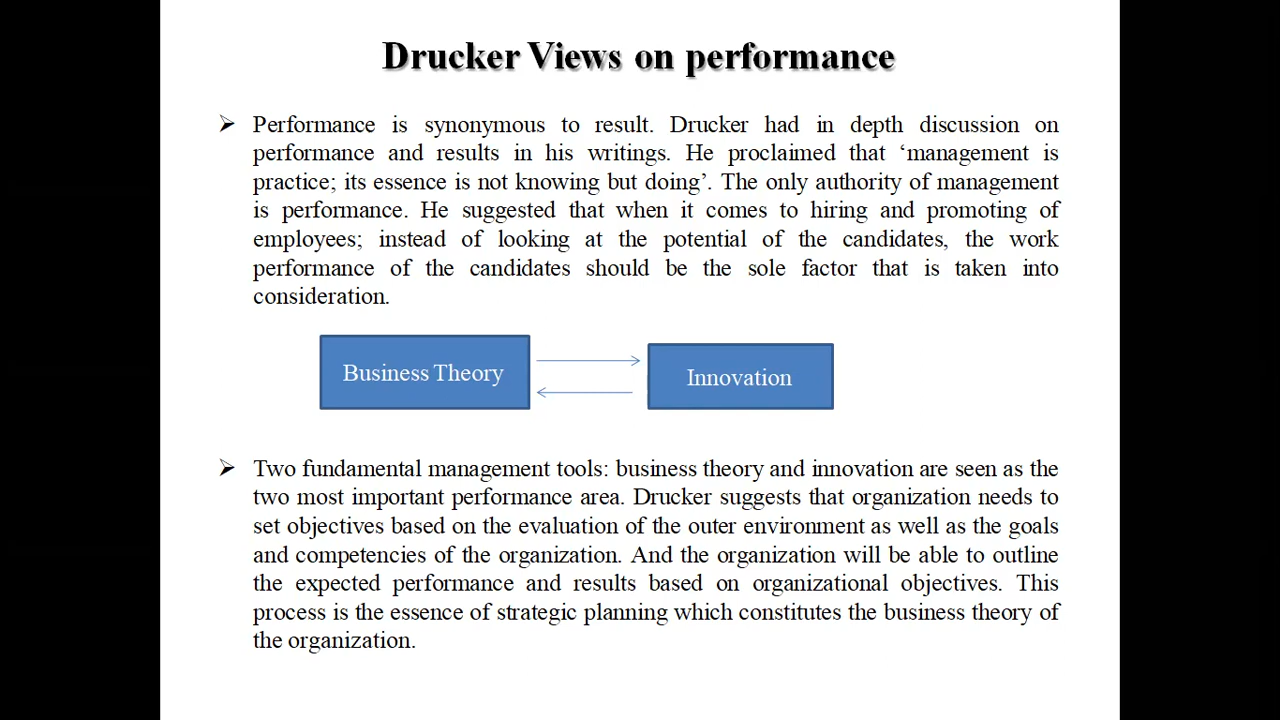 Drucker Views on performance
Performance is synonymous to result. Drucker had in depth discussion on
performance and results in his writings. He proclaimed that ‘management is
practice; its essence is not knowing but doing’. The only authority of management
is performance. He suggested that when it comes to hiring and promoting of
employees; instead of looking at the potential of the candidates, the work
performance of the candidates should be the sole factor that is taken into
consideration.
Business Theory
Innovation
Two fundamental management tools: business theory and innovation are seen as the
two most important performance area. Drucker suggests that organization needs to
set objectives based on the evaluation of the outer environment as well as the goals
and competencies of the organization. And the organization will be able to outline
the expected performance and results based on organizational objectives. This
process is the essence of strategic planning which constitutes the business theory of
the organization.